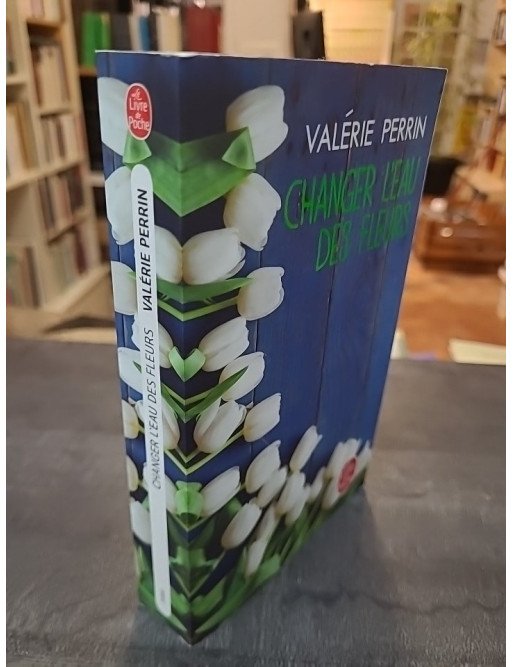 Le
Livre
de
Poche
CHANGER L'EAU DES FLEURS VALÉRIE PERRIN
VALÉRIE PERRIN
CHANGER L'EAU
DES FLEURS